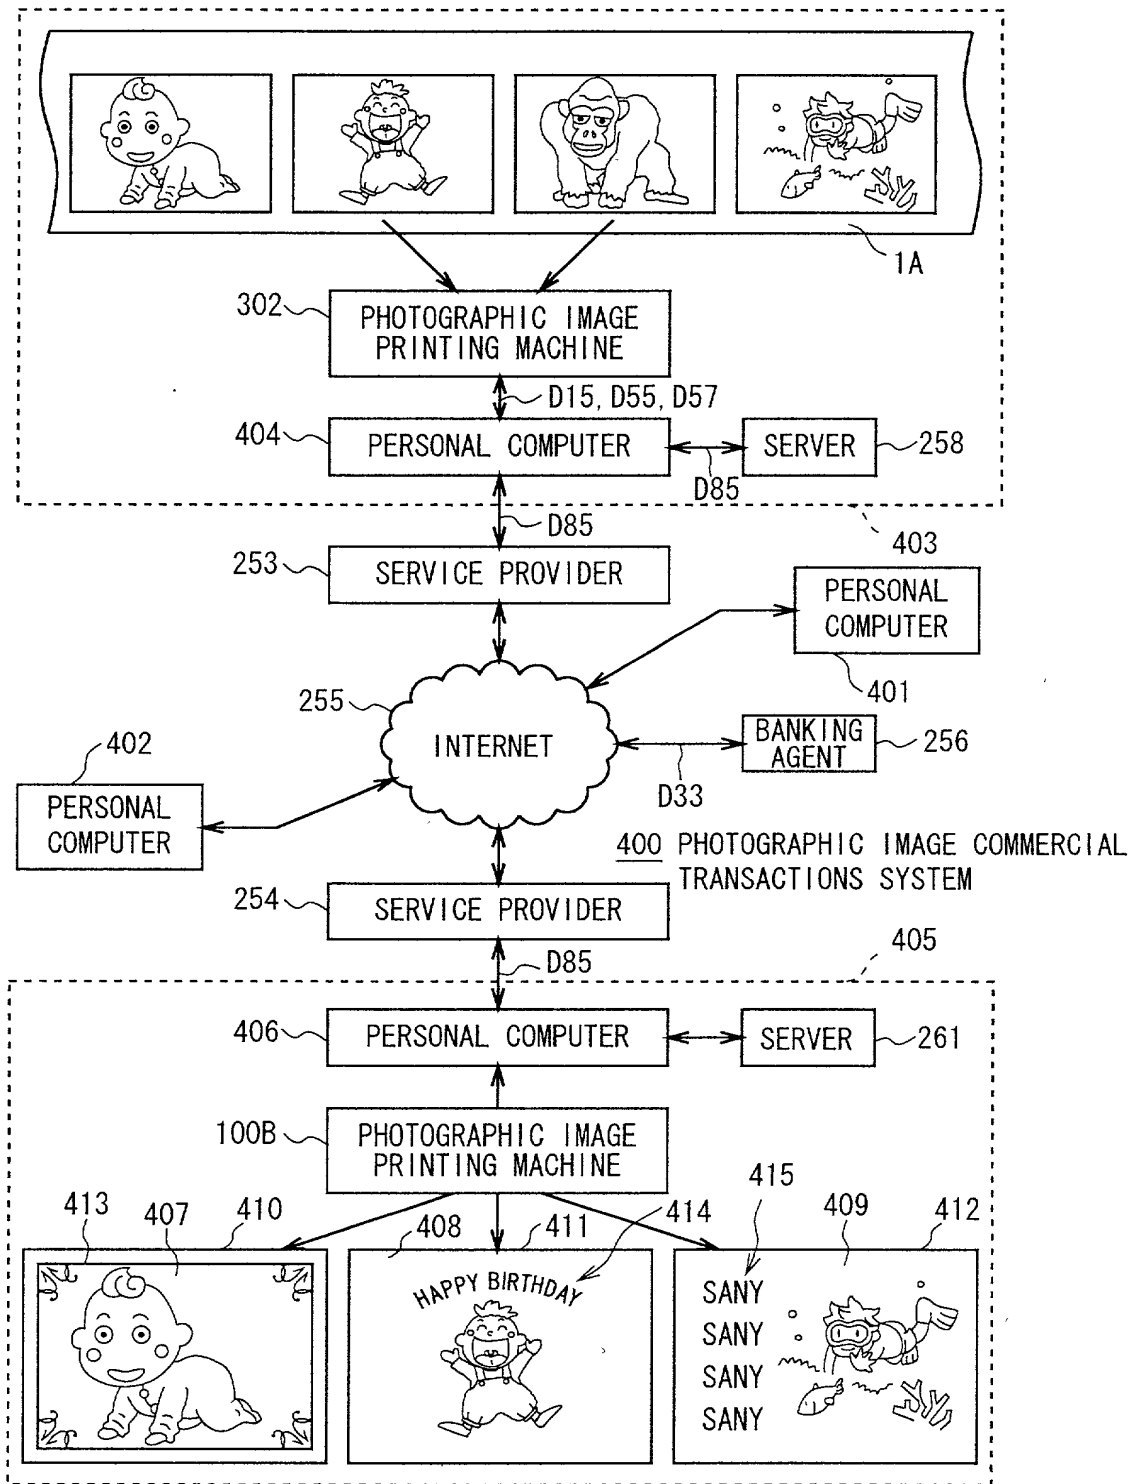 1A
302
PHOTOGRAPHIC IMAGE
PRINTING MACHINE
D15, D55, D57
404
PERSONAL COMPUTER
SERVER
258
D85
D85
403
253
SERVICE PROVIDER
PERSONAL
COMPUTER
401
255
INTERNET
BANKING
AGENT
256
D33
402
PERSONAL
COMPUTER
400 PHOTOGRAPHIC IMAGE COMMERCIAL
TRANSACTIONS SYSTEM
254
SERVICE PROVIDER
D85
405
406
PERSONAL COMPUTER
SERVER
261
100B
PHOTOGRAPHIC IMAGE
PRINTING MACHINE
413
407
410
408
411
414
415
409
412
HAPPY BIRTHDAY
SANY
SANY
SANY
SANY